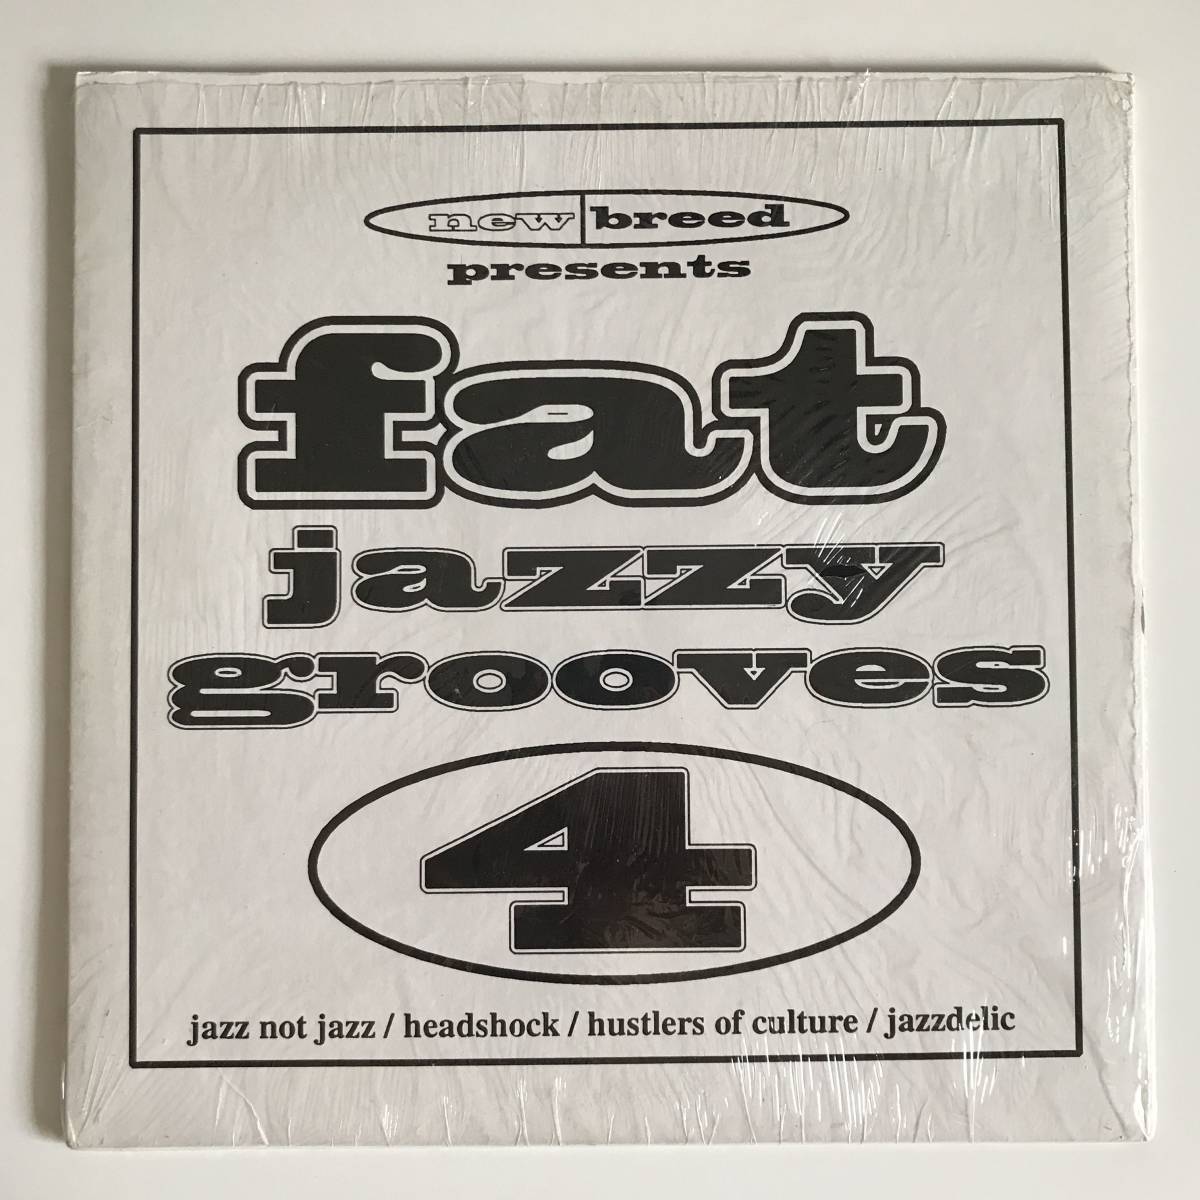 new breed
presents
fat
jazzy
grooves
4
jazz not jazz / headshock / hustlers of culture / jazzdelic